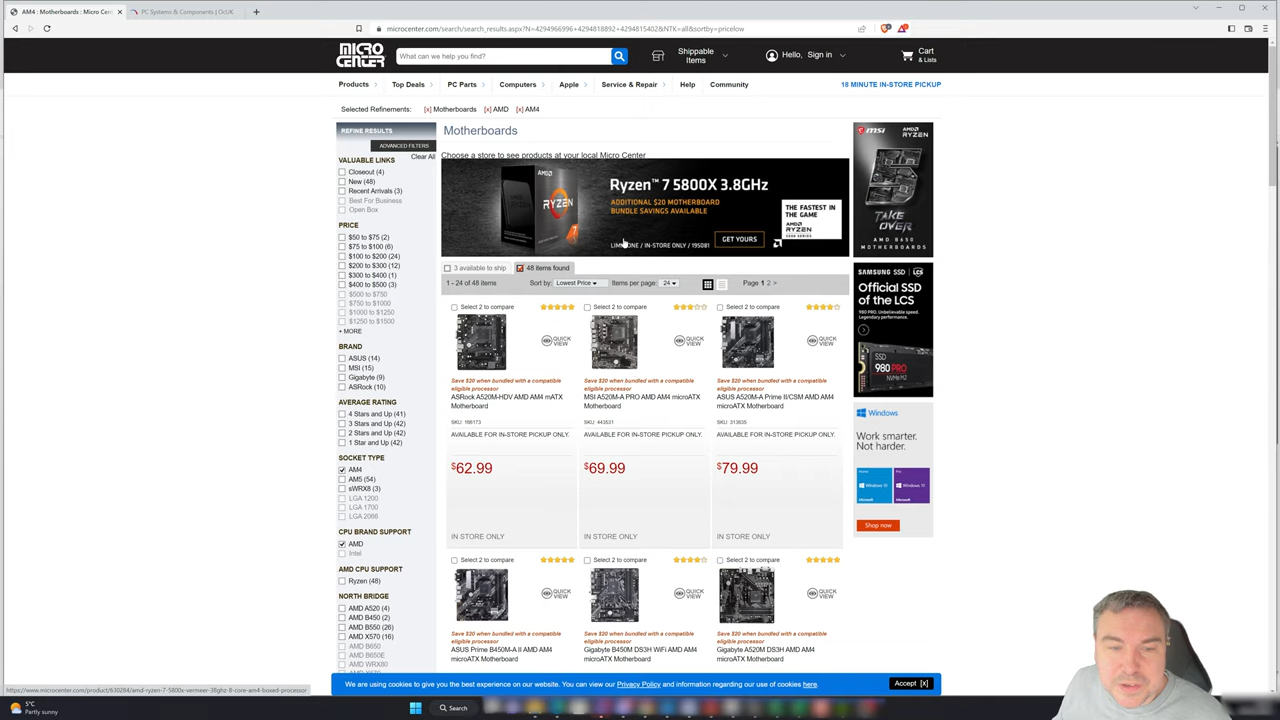 AM4 : Motherboards : Micro Cen
PC Systems & Components | OcUK
microcenter.com/search/search_results.aspx?N=4294966996+4294818892+4294815402&NTK=all&sortby=pricelow
MICRO CENTER
What can we help you find?
Shippable Items
Hello, Sign in
Cart & Lists
Products
Top Deals
PC Parts
Computers
Apple
Service & Repair
Help
Community
18 MINUTE IN-STORE PICKUP
Selected Refinements: [x] Motherboards [x] AMD [x] AM4
REFINE RESULTS
ADVANCED FILTERS
Clear All
VALUABLE LINKS
Closeout (4)
New (48)
Recent Arrivals (3)
Best For Business
Open Box
PRICE
$50 to $75 (2)
$75 to $100 (6)
$100 to $200 (24)
$200 to $300 (12)
$300 to $400 (1)
$400 to $500 (3)
$500 to $750
$750 to $1000
$1000 to $1250
$1250 to $1500
+ MORE
BRAND
ASUS (14)
MSI (15)
Gigabyte (9)
ASRock (10)
AVERAGE RATING
4 Stars and Up (41)
3 Stars and Up (42)
2 Stars and Up (42)
1 Star and Up (42)
SOCKET TYPE
AM4
AM5 (54)
sWRX8 (3)
LGA 1200
LGA 1700
LGA 2066
CPU BRAND SUPPORT
AMD
Intel
AMD CPU SUPPORT
Ryzen (48)
NORTH BRIDGE
AMD A520 (4)
AMD B450 (2)
AMD B550 (26)
AMD X570 (16)
AMD B650
AMD B650E
AMD WRX80
Motherboards
Choose a store to see products at your local Micro Center
AMD
RYZEN
7
Ryzen™ 7 5800X 3.8GHz
ADDITIONAL $20 MOTHERBOARD
BUNDLE SAVINGS AVAILABLE
ONE / IN-STORE ONLY / 195081
GET YOURS
THE FASTEST IN THE GAME
AMD RYZEN
3 available to ship
48 items found
1 - 24 of 48 items
Sort by: Lowest Price
Items per page: 24
Page 1 2 >
Select 2 to compare
QUICK VIEW
Save $20 when bundled with a compatible eligible processor
ASRock A520M-HDV AMD AM4 mATX Motherboard
SKU: 166173
AVAILABLE FOR IN-STORE PICKUP ONLY.
$62.99
IN STORE ONLY
Select 2 to compare
QUICK VIEW
Save $20 when bundled with a compatible eligible processor
MSI A520M-A PRO AMD AM4 microATX Motherboard
SKU: 443531
AVAILABLE FOR IN-STORE PICKUP ONLY.
$69.99
IN STORE ONLY
Select 2 to compare
QUICK VIEW
Save $20 when bundled with a compatible eligible processor
ASUS A520M-A Prime II/CSM AMD AM4 microATX Motherboard
SKU: 313635
AVAILABLE FOR IN-STORE PICKUP ONLY.
$79.99
IN STORE ONLY
Select 2 to compare
QUICK VIEW
Save $20 when bundled with a compatible eligible processor
ASUS Prime B450M-A II AMD AM4 microATX Motherboard
Select 2 to compare
QUICK VIEW
Save $20 when bundled with a compatible eligible processor
Gigabyte B450M DS3H WiFi AMD AM4 microATX Motherboard
Select 2 to compare
QUICK VIEW
Save $20 when bundled with a compatible eligible processor
Gigabyte A520M DS3H AMD AM4 microATX Motherboard
msi
AMD RYZEN
TAKE OVER
AMD B650 MOTHERBOARDS
SAMSUNG SSD
Official SSD
of the LCS
980 PRO. Unbeatable Speed. Legendary Performance.
SSD
980 PRO
NVMe M.2
Windows
Work smarter.
Not harder.
Windows 10
Windows 10
Shop now
We are using cookies to give you the best experience on our website. You can view our Privacy Policy and information regarding our use of cookies here.
Accept [x]
https://www.microcenter.com/product/630284/amd-ryzen-7-5800x-vermeer-38ghz-8-core-am4-boxed-processor
5°C
Partly sunny
Search